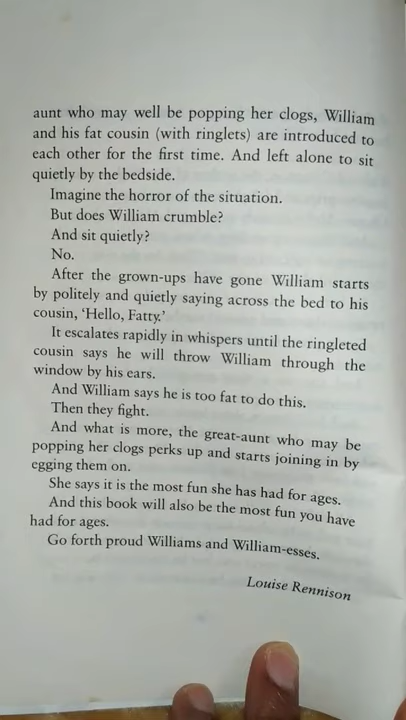 aunt who may well be popping her clogs, William
and his fat cousin (with ringlets) are introduced to
each other for the first time. And left alone to sit
quietly by the bedside.
Imagine the horror of the situation.
But does William crumble?
And sit quietly?
No.
After the grown-ups have gone William starts
by politely and quietly saying across the bed to his
cousin, ‘Hello, Fatty.’
It escalates rapidly in whispers until the ringleted
cousin says he will throw William through the
window by his ears.
And William says he is too fat to do this.
Then they fight.
And what is more, the great-aunt who may be
popping her clogs perks up and starts joining in by
egging them on.
She says it is the most fun she has had for ages.
And this book will also be the most fun you have
had for ages.
Go forth proud Williams and William-esses.
Louise Rennison